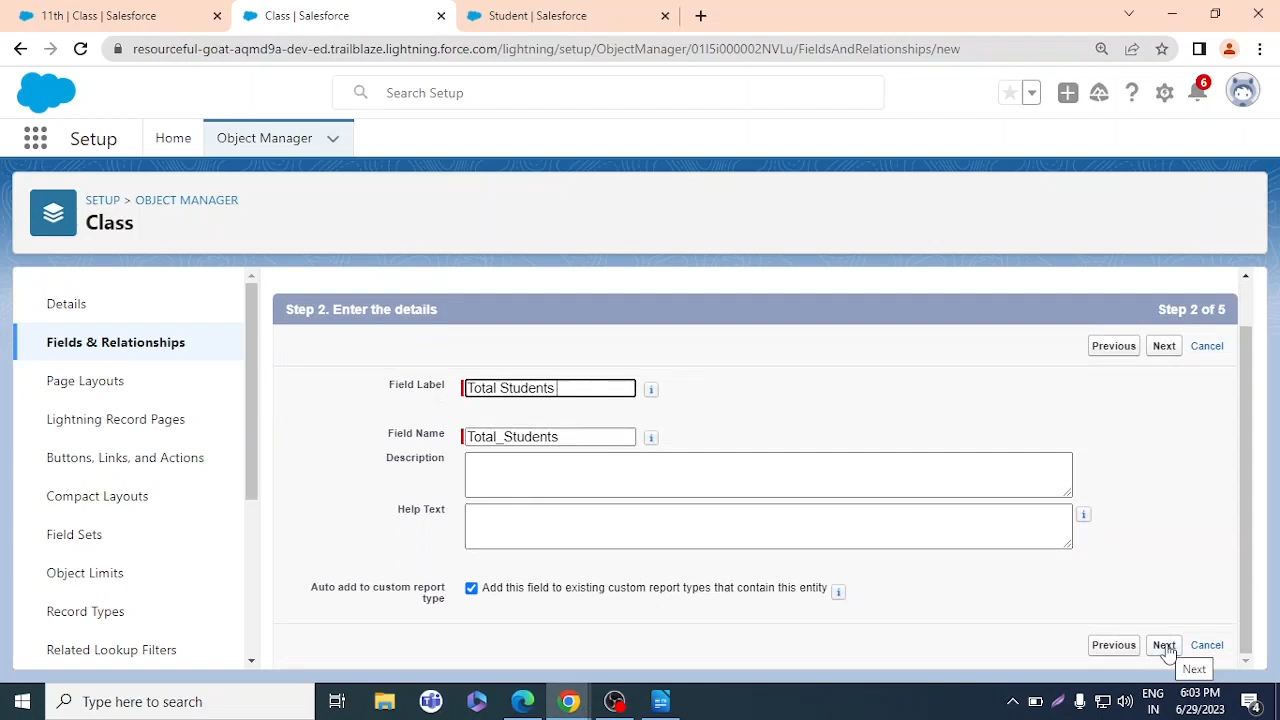 11th | Class | Salesforce
Class | Salesforce
Student | Salesforce
resourceful-goat-aqmd9a-dev-ed.trailblaze.lightning.force.com/lightning/setup/ObjectManager/01I5i000002NVLu/FieldsAndRelationships/new
Search Setup
6
Setup
Home
Object Manager
SETUP > OBJECT MANAGER
Class
Details
Fields & Relationships
Page Layouts
Lightning Record Pages
Buttons, Links, and Actions
Compact Layouts
Field Sets
Object Limits
Record Types
Related Lookup Filters
Step 2. Enter the details
Step 2 of 5
Previous Next Cancel
Field Label Total Students
Field Name Total_Students
Description
Help Text
Auto add to custom report
type
Add this field to existing custom report types that contain this entity
Previous Next Cancel
Next
Type here to search
ENG
IN
6:03 PM
6/29/2023
4